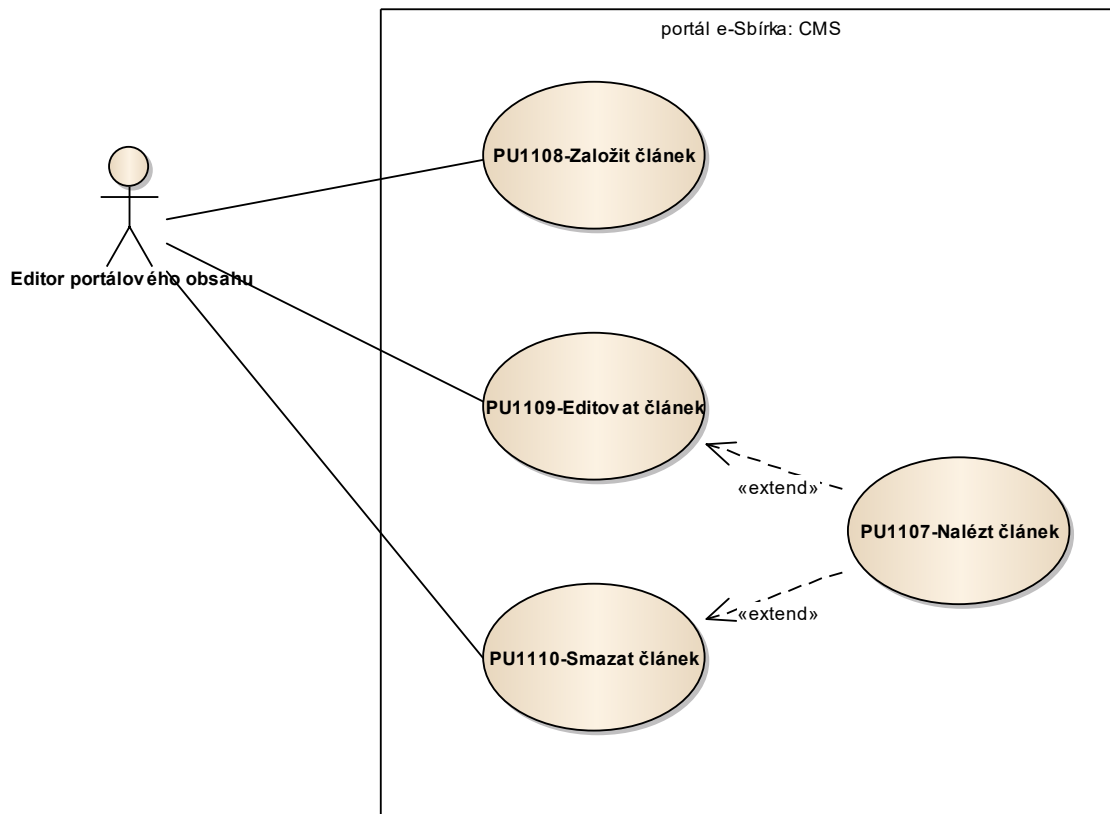 portál e-Sbírka: CMS
PU1108-Založit článek
Editor portálového obsahu
PU1109-Editovat článek
«extend»
PU1107-Nalézt článek
«extend»
PU1110-Smazat článek